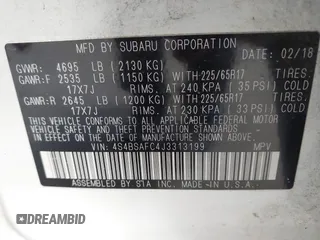 MFD BY SUBARU CORPORATION 02/18
GVWR: 4695 LB (2130 KG)
GAWR:F 2535 LB (1150 KG) WITH 225/65R17 TIRES.
17X7J RIMS. AT 240 KPA (35 PSI) COLD
GAWR:R 2645 LB (1200 KG) WITH 225/65R17 TIRES.
17X7J RIMS. AT 230 KPA (33 PSI) COLD
THIS VEHICLE CONFORMS TO ALL APPLICABLE
FEDERAL MOTOR VEHICLE SAFETY, BUMPER,
AND THEFT PREVENTION STANDARDS IN EFFECT
ON THE DATE OF MANUFACTURE SHOWN ABOVE.
VIN: 4S4BSAFC4J3313199 MPV
ASSEMBLED BY SIA INC. IN U.S.A.